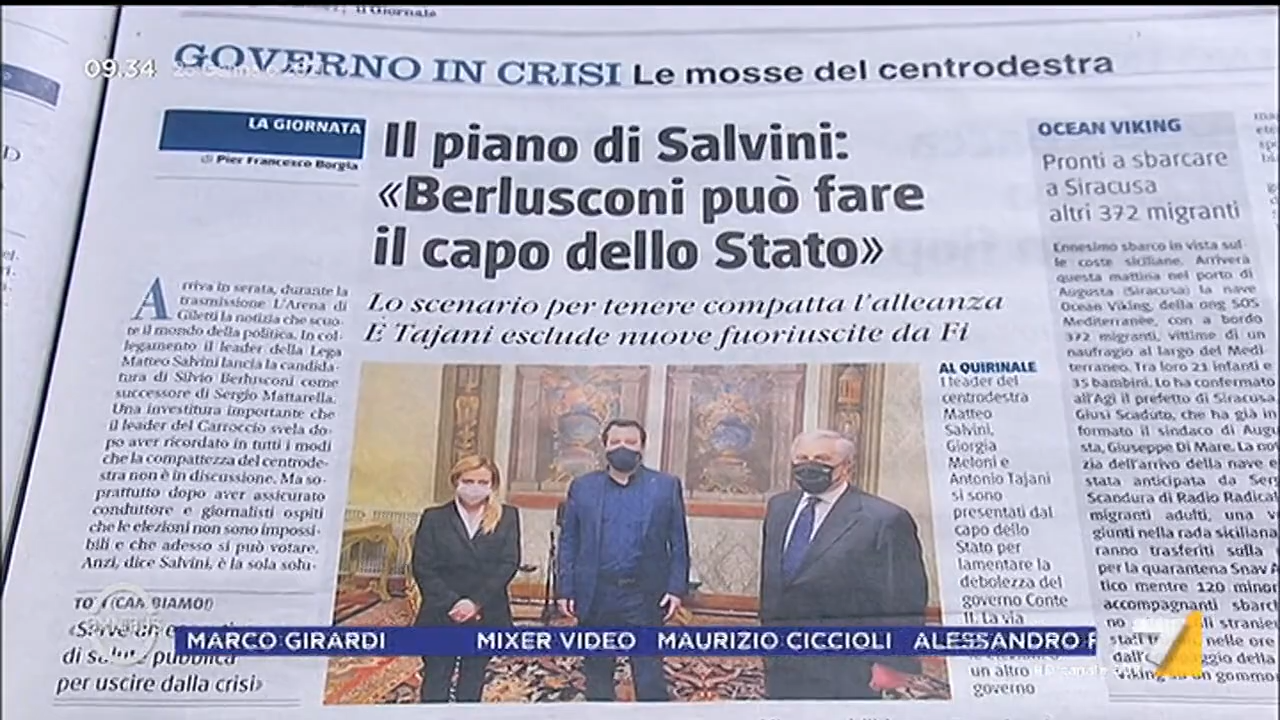 Il Giornale
GOVERNO IN CRISI Le mosse del centrodestra
09.34
LA GIORNATA
di Pier Francesco Borgia
Il piano di Salvini:
«Berlusconi può fare
il capo dello Stato»
Lo scenario per tenere compatta l'alleanza
E Tajani esclude nuove fuoriuscite da Fi
Arriva in serata, durante la
trasmissione L'Arena di
Giletti la notizia che scuo-
te il mondo della politica. In col-
legamento il leader della Lega
Matteo Salvini lancia la candida-
tura di Silvio Berlusconi come
successore di Sergio Mattarella.
Una investitura importante che
il leader del Carroccio svela do-
po aver ricordato in tutti i modi
che la compattezza del centrode-
stra non è in discussione. Ma so-
prattutto dopo aver assicurato
conduttore e giornalisti ospiti
che le elezioni non sono impossi-
bili e che adesso si può votare.
Anzi, dice Salvini, è la sola solu-
di salute pubblica
per uscire dalla crisi»
AL QUIRINALE
I leader del
centrodestra
Matteo
Salvini,
Giorgia
Meloni e
Antonio Tajani
si sono
presentati dal
capo dello
Stato per
lamentare la
debolezza del
governo Conte
II. La via
un altro
governo
OCEAN VIKING
Pronti a sbarcare
a Siracusa
altri 372 migranti
Ennesimo sbarco in vista sul-
le coste siciliane. Arriverà
questa mattina nel porto di
Augusta (Siracusa) la nave
Ocean Viking, della ong SOS
Mediterranée, con a bordo
372 migranti, vittime di un
naufragio al largo del Medi-
terraneo. Tra loro 21 infanti e
35 bambini. Lo ha confermato
all'Agi il prefetto di Siracusa
Giusi Scaduto, che ha già in-
formato il sindaco di Augu
sta, Giuseppe Di Mare. La no
zia dell'arrivo della nave e
stata anticipata da Ser
Scandura di Radio Radical
migranti adulti, una v
giunti nella rada siciliana
ranno trasferiti sulla
per la quarantena Snav A
tico mentre 120 minor
accompagnanti sbarc
MARCO GIRARDI MIXER VIDEO MAURIZIO CICCIOLI ALESSANDRO